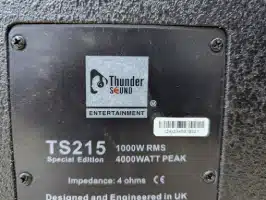 Thunder
SOUND
ENTERTAINMENT
®
TS215 1000W RMS
Special Edition 4000WATT PEAK
Impedance: 4 ohms CE
Designed and Engineered in UK